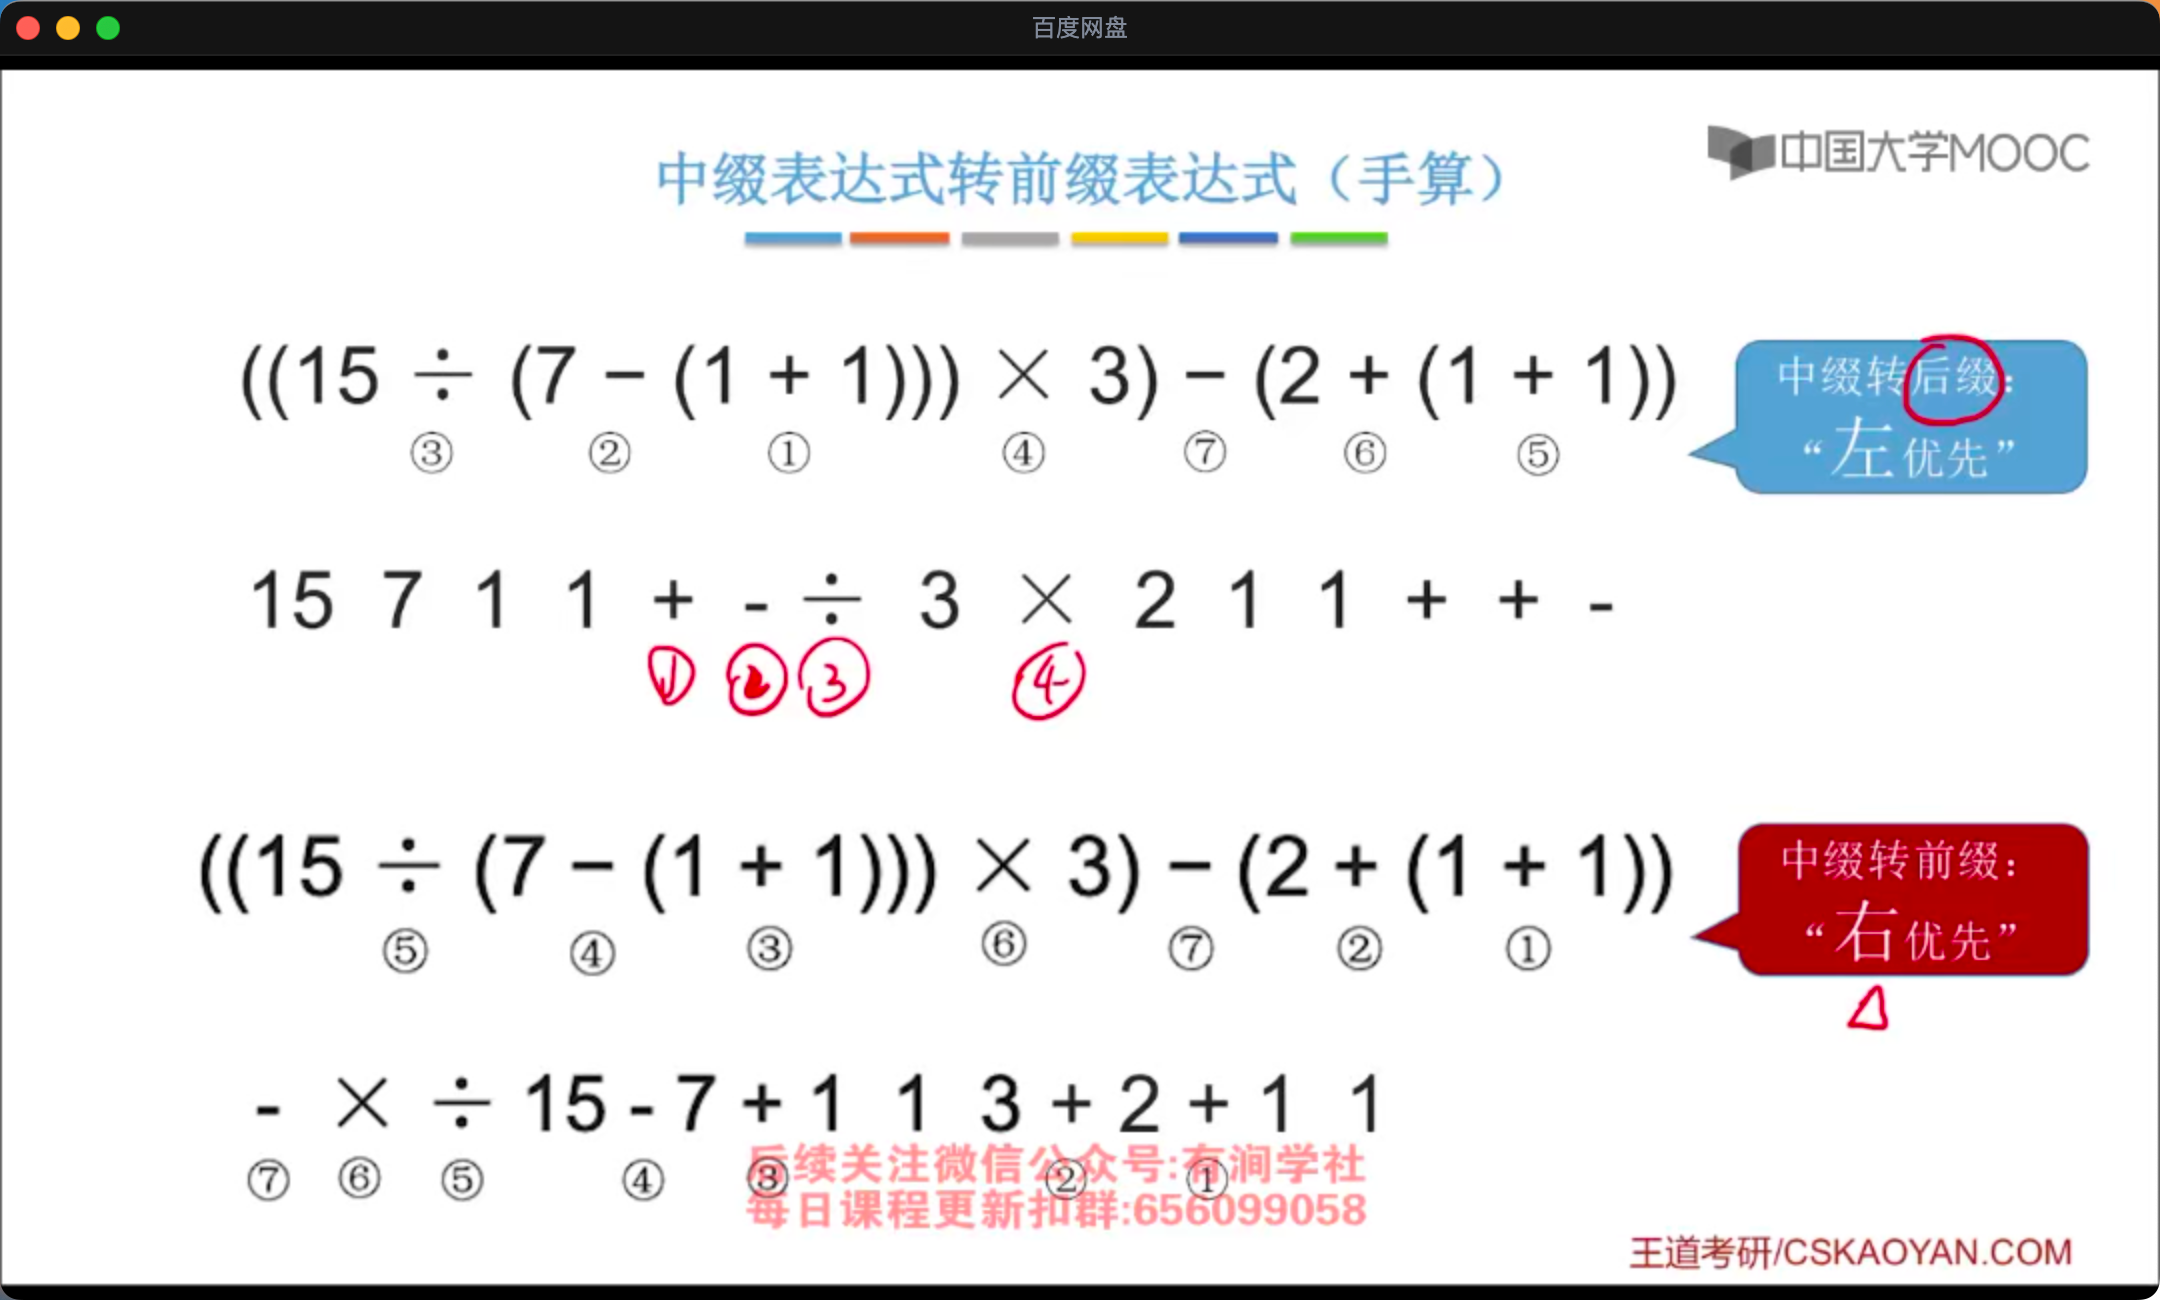 百度网盘
中国大学MOOC
中缀表达式转前缀表达式（手算）
((15 ÷ (7 − (1 + 1))) × 3) − (2 + (1 + 1))
③ ② ① ④ ⑦ ⑥ ⑤
中缀转后缀：
“左优先”
15 7 1 1 + - ÷ 3 × 2 1 1 + + -
① ② ③ ④
((15 ÷ (7 − (1 + 1))) × 3) − (2 + (1 + 1))
⑤ ④ ③ ⑥ ⑦ ② ①
中缀转前缀：
“右优先”
- × ÷ 15 - 7 + 1 1 3 + 2 + 1 1
⑦ ⑥ ⑤ ④ ③ ② ①
后续关注微信公众号:有涧学社
每日课程更新扣群:656099058
王道考研/CSKAOYAN.COM